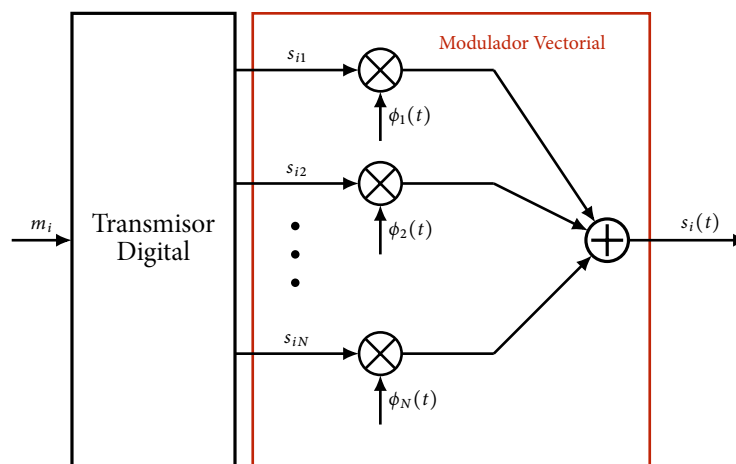 Modulador Vectorial
s_{i1}
ϕ_1(t)
s_{i2}
ϕ_2(t)
m_i
Transmisor
Digital
s_i(t)
s_{iN}
ϕ_N(t)